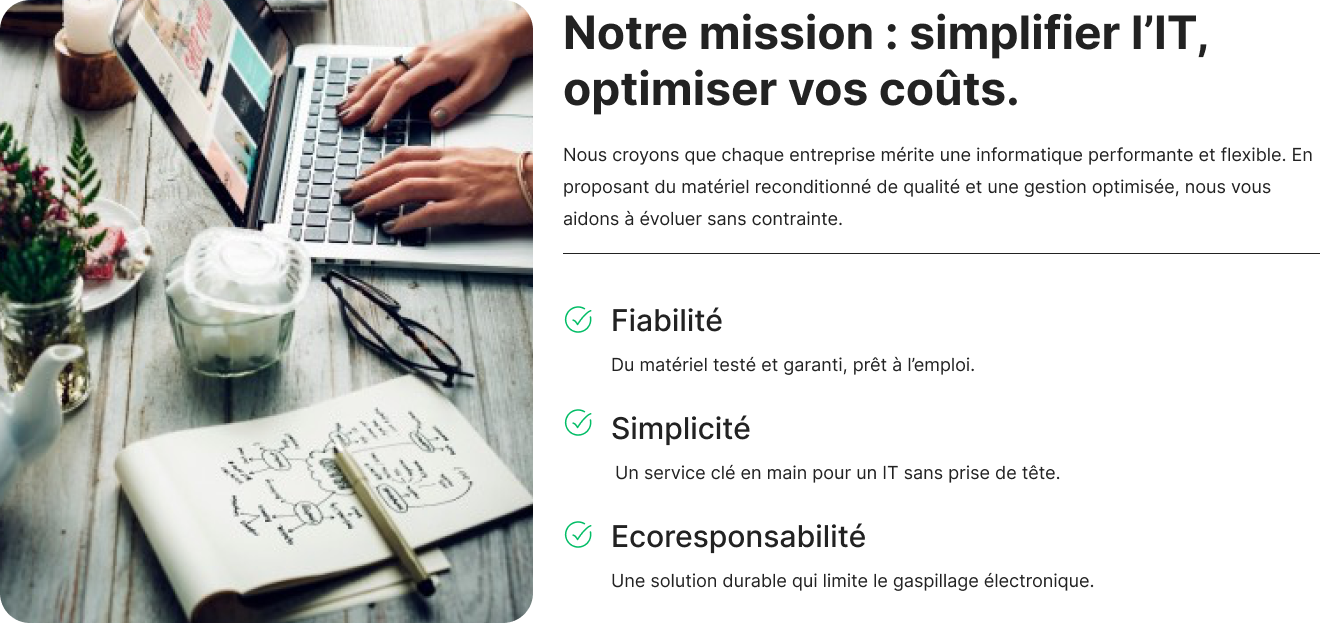 Notre mission : simplifier l’IT,
optimiser vos coûts.
Nous croyons que chaque entreprise mérite une informatique performante et flexible. En
proposant du matériel reconditionné de qualité et une gestion optimisée, nous vous
aidons à évoluer sans contrainte.
Fiabilité
Du matériel testé et garanti, prêt à l’emploi.
Simplicité
Un service clé en main pour un IT sans prise de tête.
Ecoresponsabilité
Une solution durable qui limite le gaspillage électronique.